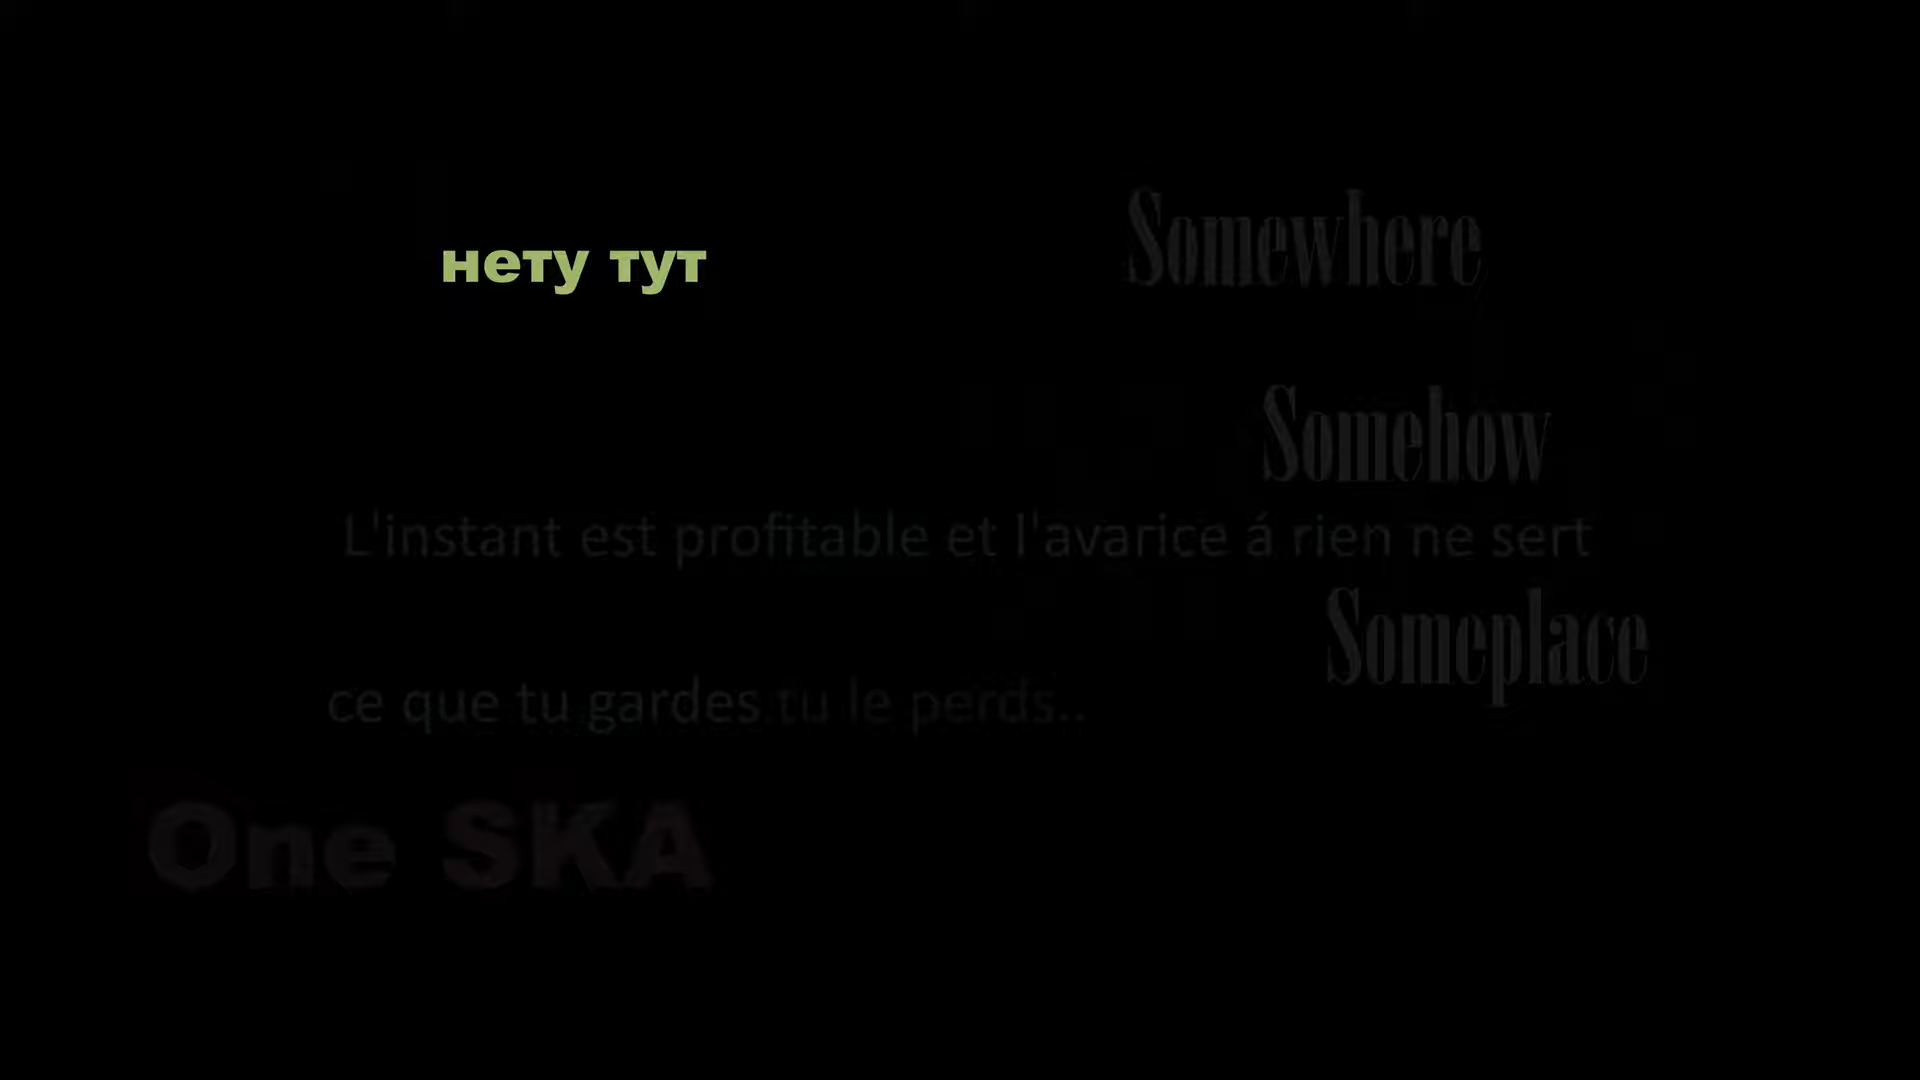 нету тут
Somewhere
Somehow
L'instant est profitable et l'avarice á rien ne sert
Someplace
ce que tu gardes tu le perds..
One SKA